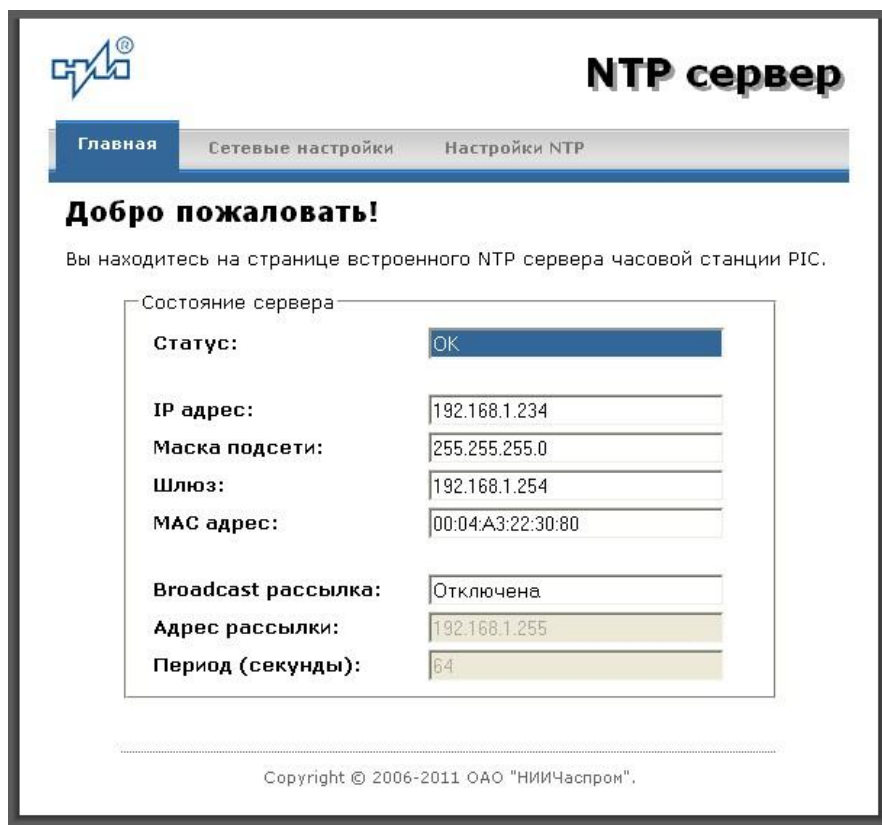 ®
NTP сервер
Главная Сетевые настройки Настройки NTP
Добро пожаловать!
Вы находитесь на странице встроенного NTP сервера часовой станции PIC.
Состояние сервера
Статус: OK
IP адрес: 192.168.1.234
Маска подсети: 255.255.255.0
Шлюз: 192.168.1.254
MAC адрес: 00:04:A3:22:30:80
Broadcast рассылка: Отключена
Адрес рассылки: 192.168.1.255
Период (секунды): 64
Copyright © 2006-2011 ОАО "НИИЧаспром".